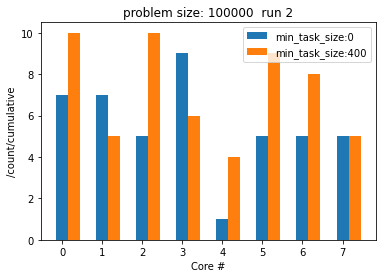 problem size: 100000  run 2
min_task_size:0
min_task_size:400
/count/cumulative
10
8
6
4
2
0
0 1 2 3 4 5 6 7
Core #